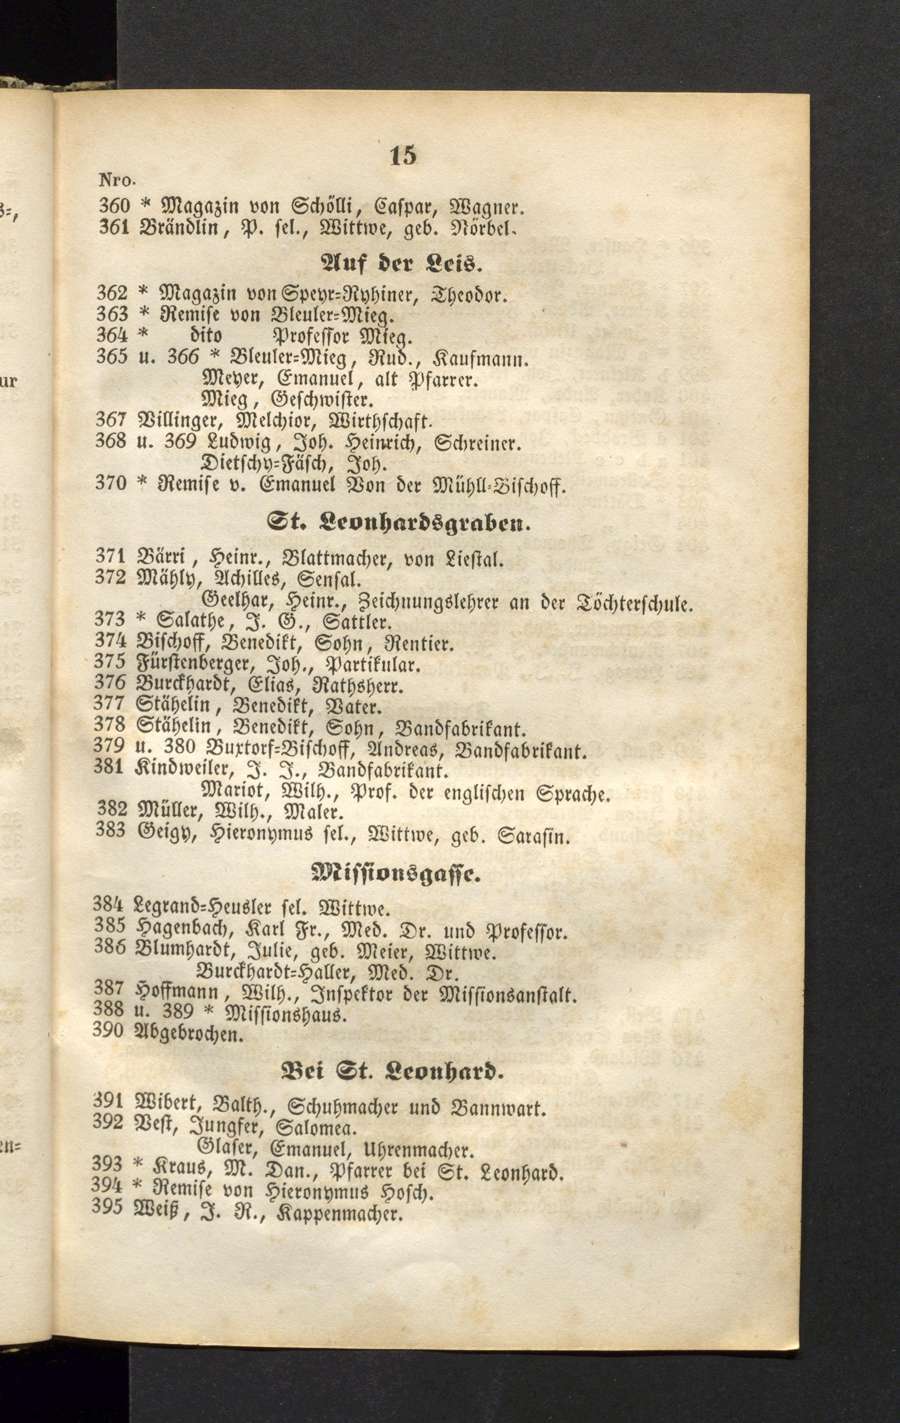 15
Nro.
360 * Magazin von Schölli, Caspar, Wagner.
361 Brändlin, P. sel., Wittwe, geb. Nörbel.
Auf der Leis.
362 * Magazin von Speyr-Ryhiner, Theodor.
363 * Remise von Bleuler-Mieg.
364 * dito Professor Mieg.
365 u. 366 * Bleuler-Mieg, Rud., Kaufmann.
Meyer, Emanuel, alt Pfarrer.
Mieg, Geschwister.
367 Villinger, Melchior, Wirthschaft.
368 u. 369 Ludwig, Joh. Heinrich, Schreiner.
Dietschy-Fäsch, Joh.
370 * Remise v. Emanuel Von der Mühll-Bischoff.
St. Leonhardsgraben.
371 Bärri, Heinr., Blattmacher, von Liestal.
372 Mähly, Achilles, Sensal.
Geelhar, Heinr., Zeichnungslehrer an der Töchterschule.
373 * Salathe, J. G., Sattler.
374 Bischoff, Benedikt, Sohn, Rentier.
375 Fürstenberger, Joh., Partikular.
376 Burckhardt, Elias, Rathsherr.
377 Stähelin, Benedikt, Vater.
378 Stähelin, Benedikt, Sohn, Bandfabrikant.
379 u. 380 Buxtorf-Bischoff, Andreas, Bandfabrikant.
381 Kindweiler, J. J., Bandfabrikant.
Mariot, Wilh., Prof. der englischen Sprache.
382 Müller, Wilh., Maler.
383 Geigy, Hieronymus sel., Wittwe, geb. Sarasin.
Missionsgasse.
384 Legrand-Heusler sel. Wittwe.
385 Hagenbach, Karl Fr., Med. Dr. und Professor.
386 Blumhardt, Julie, geb. Meier, Wittwe.
Burckhardt-Haller, Med. Dr.
387 Hoffmann, Wilh., Inspektor der Missionsanstalt.
388 u. 389 * Missionshaus.
390 Abgebrochen.
Bei St. Leonhard.
391 Wibert, Balth., Schuhmacher und Bannwart.
392 Vest, Jungfer, Salomea.
Glaser, Emanuel, Uhrenmacher.
393 * Kraus, M. Dan., Pfarrer bei St. Leonhard.
394 * Remise von Hieronymus Hosch.
395 Weiß, J. R., Kappenmacher.